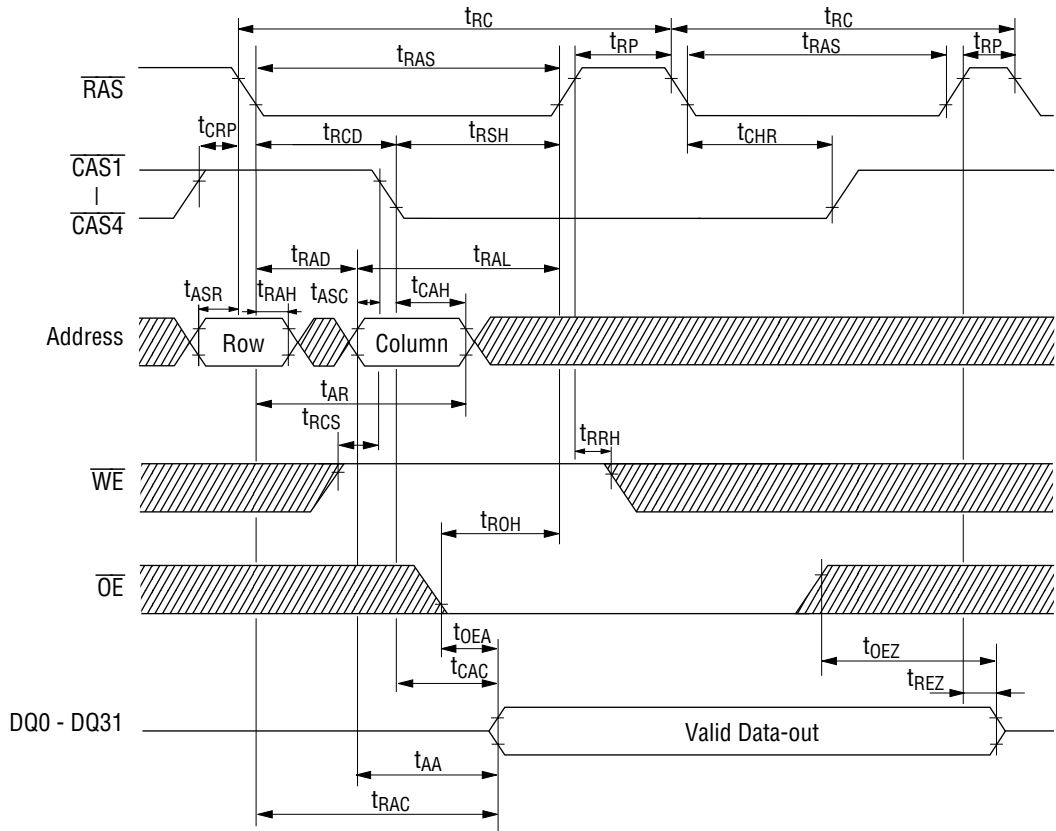 tRC tRC
tRAS tRP tRAS tRP
RAS
tCRP tRCD tRSH tCHR
CAS1
|
CAS4
tRAD tRAL
tASR tRAH tASC tCAH
Address Row Column
tAR
tRCS tRRH
WE
tROH
OE
tOEA tOEZ
tCAC tREZ
DQ0 - DQ31 Valid Data-out
tAA
tRAC